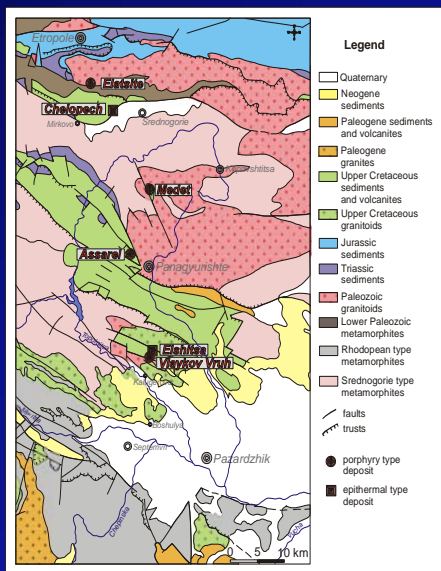 Etropole
Elatsite
Chelopech
Mirkovo
Srednogorie
Koprivshtitsa
Medet
Assarel
Panagyurishte
Elshitsa
Vlaykov Vruh
Boshulya
Septemvri
Pazardzhik
0 5 10 km
Legend
Quaternary
Neogene
sediments
Paleogene sediments
and volcanites
Paleogene
granites
Upper Cretaceous
sediments
and volcanites
Upper Cretaceous
granitoids
Jurassic
sediments
Triassic
sediments
Paleozoic
granitoids
Lower Paleozoic
metamorphites
Rhodopean type
metamorphites
Srednogorie type
metamorphites
faults
trusts
porphyry type
deposit
epithermal type
deposit